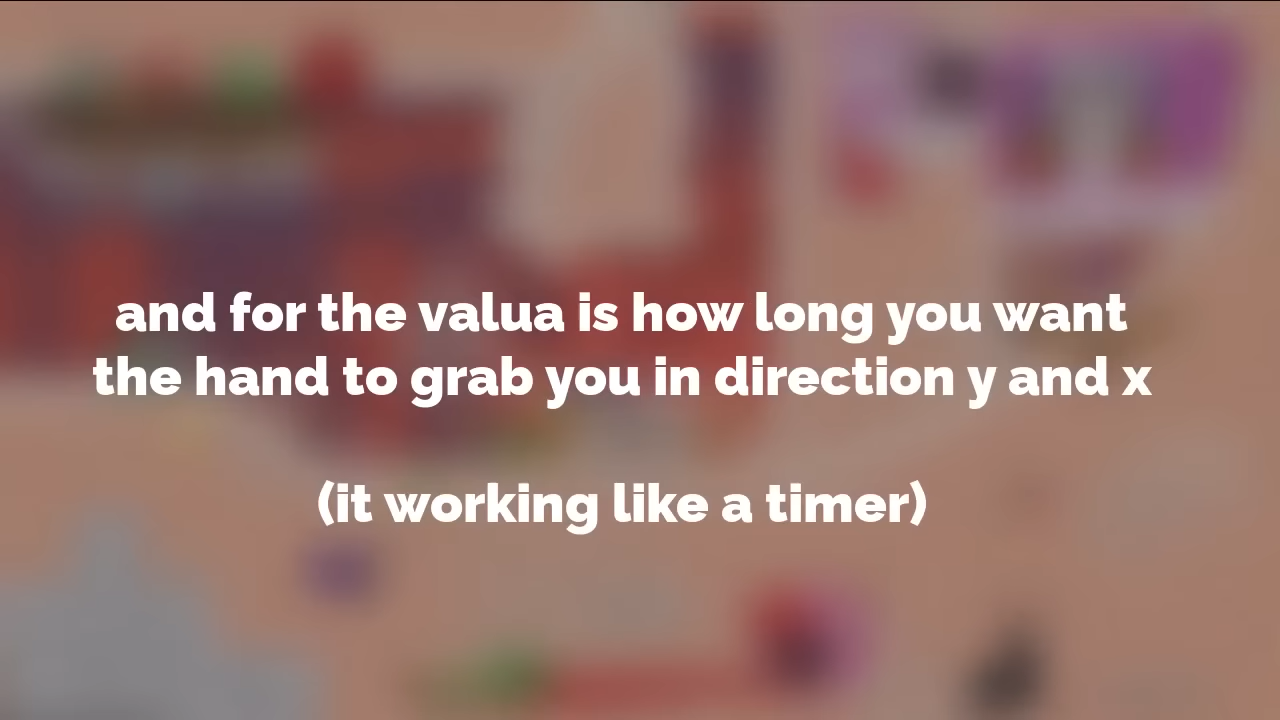 and for the valua is how long you want
the hand to grab you in direction y and x
(it working like a timer)